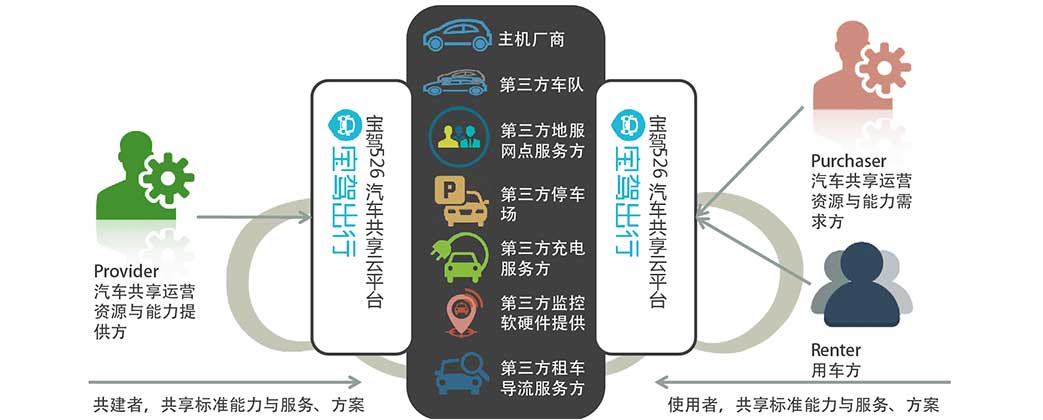 Provider
汽车共享运营
资源与能力提
供方
宝驾526 汽车共享云平台
宝驾出行
主机厂商
第三方车队
第三方地服
网点服务方
P
第三方停车
场
第三方充电
服务方
第三方监控
软硬件提供
第三方租车
导流服务方
宝驾526 汽车共享云平台
宝驾出行
Purchaser
汽车共享运营
资源与能力需
求方
Renter
用车方
共建者，共享标准能力与服务、方案
使用者，共享标准能力与服务、方案